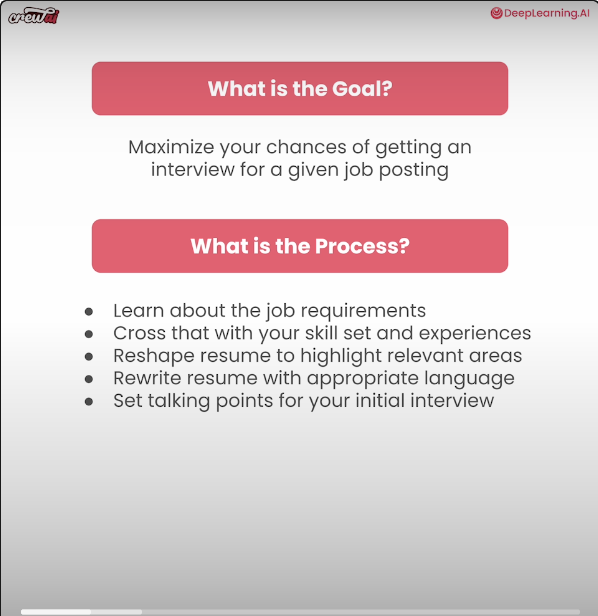 crewai
DeepLearning.AI
What is the Goal?
Maximize your chances of getting an
interview for a given job posting
What is the Process?
● Learn about the job requirements
● Cross that with your skill set and experiences
● Reshape resume to highlight relevant areas
● Rewrite resume with appropriate language
● Set talking points for your initial interview